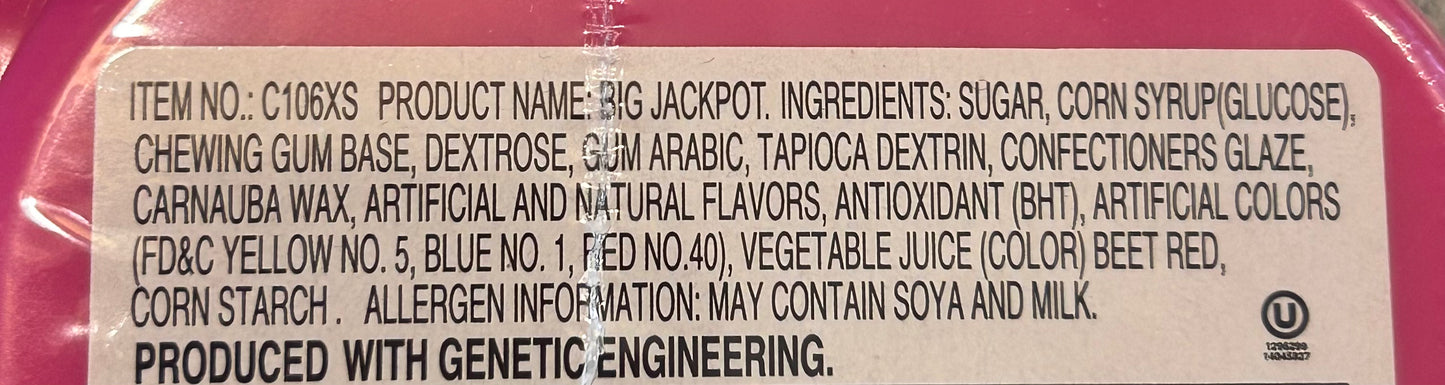 ITEM NO.: C106XS PRODUCT NAME: BIG JACKPOT. INGREDIENTS: SUGAR, CORN SYRUP(GLUCOSE),
CHEWING GUM BASE, DEXTROSE, GUM ARABIC, TAPIOCA DEXTRIN, CONFECTIONERS GLAZE,
CARNAUBA WAX, ARTIFICIAL AND NATURAL FLAVORS, ANTIOXIDANT (BHT), ARTIFICIAL COLORS
(FD&C YELLOW NO. 5, BLUE NO. 1, RED NO.40), VEGETABLE JUICE (COLOR) BEET RED,
CORN STARCH . ALLERGEN INFORMATION: MAY CONTAIN SOYA AND MILK.
PRODUCED WITH GENETIC ENGINEERING.
U